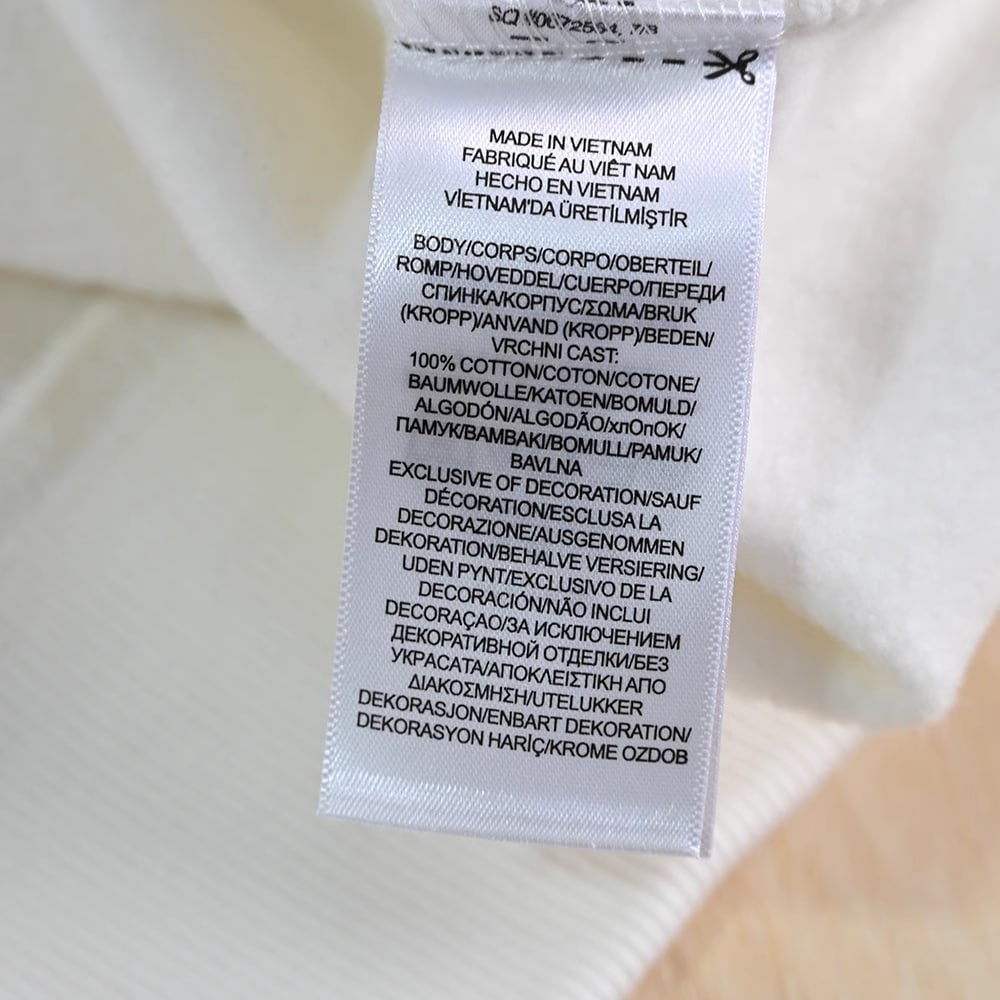 MADE IN VIETNAM
FABRIQUÉ AU VIÊT NAM
HECHO EN VIETNAM
VİETNAM'DA ÜRETİLMİŞTİR
BODY/CORPS/CORPO/OBERTEIL/
ROMP/HOVEDDEL/CUERPO/ПЕРЕДИ
СПИНКА/КОРПУС/ΣΩΜΑ/BRUK
(KROPP)/ANVAND (KROPP)/BEDEN/
VRCHNI CAST:
100% COTTON/COTON/COTONE/
BAUMWOLLE/KATOEN/BOMULD/
ALGODÓN/ALGODÃO/хлОпОК/
ПАМУК/BAMBAKI/BOMULL/PAMUK/
BAVLNA
EXCLUSIVE OF DECORATION/SAUF
DÉCORATION/ESCLUSA LA
DECORAZIONE/AUSGENOMMEN
DEKORATION/BEHALVE VERSIERING/
UDEN PYNT/EXCLUSIVO DE LA
DECORACIÓN/NÃO INCLUI
DECORAÇAO/ЗА ИСКЛЮЧЕНИЕМ
ДЕКОРАТИВНОЙ ОТДЕЛКИ/БЕЗ
УКРАСАТА/ΑΠΟΚΛΕΙΣΤΙΚΗ ΑΠΟ
ΔΙΑΚΟΣΜΗΣΗ/UTELUKKER
DEKORASJON/ENBART DEKORATION/
DEKORASYON HARİÇ/KROME OZDOB